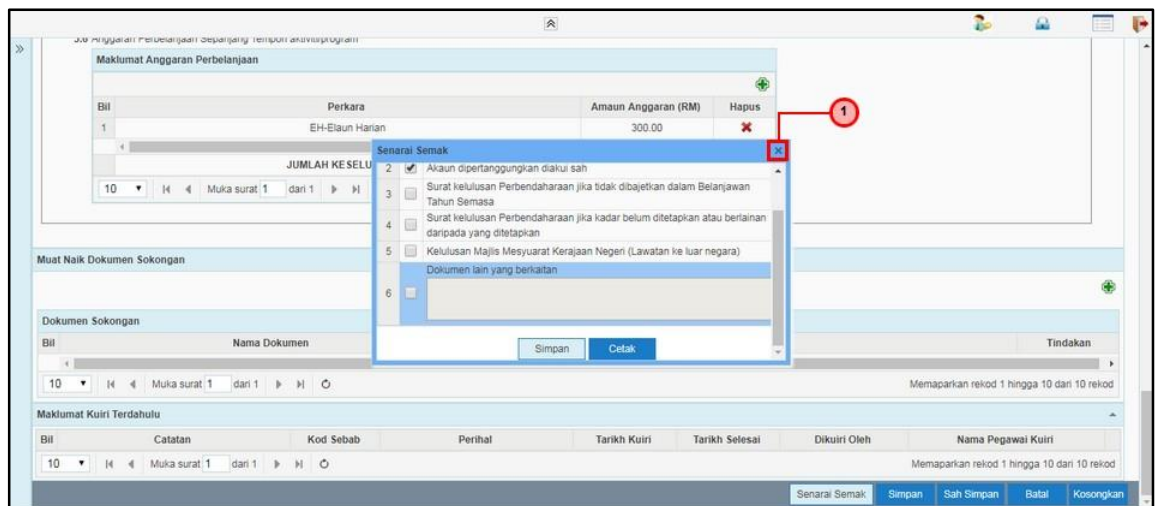 3.6 Anggaran Perbelanjaan Sepanjang Tempoh aktiviti/program
Maklumat Anggaran Perbelanjaan
Bil Perkara Amaun Anggaran (RM) Hapus
1 EH-Elaun Harian 300.00
JUMLAH KESELU
10 Muka surat 1 dari 1
1
Senarai Semak
2 Akaun dipertanggungkan diakui sah
3 Surat kelulusan Perbendaharaan jika tidak dibajetkan dalam Belanjawan
Tahun Semasa
4 Surat kelulusan Perbendaharaan jika kadar belum ditetapkan atau berlainan
daripada yang ditetapkan
5 Kelulusan Majlis Mesyuarat Kerajaan Negeri (Lawatan ke luar negara)
Dokumen lain yang berkaitan
6
Simpan Cetak
Muat Naik Dokumen Sokongan
Dokumen Sokongan
Bil Nama Dokumen Tindakan
10 Muka surat 1 dari 1 Memaparkan rekod 1 hingga 10 dari 10 rekod
Maklumat Kuiri Terdahulu
Bil Catatan Kod Sebab Perihal Tarikh Kuiri Tarikh Selesai Dikuiri Oleh Nama Pegawai Kuiri
10 Muka surat 1 dari 1 Memaparkan rekod 1 hingga 10 dari 10 rekod
Senarai Semak Simpan Sah Simpan Batal Kosongkan